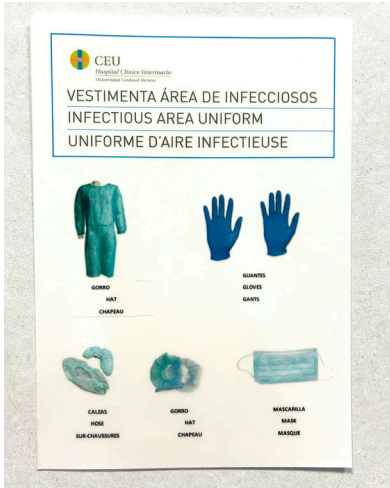 CEU
Hospital Clínico Veterinario
Universidad Cardenal Herrera
VESTIMENTA ÁREA DE INFECCIOSOS
INFECTIOUS AREA UNIFORM
UNIFORME D'AIRE INFECTIEUSE
GORRO
HAT
CHAPEAU
GUANTES
GLOVES
GANTS
CALZAS
HOSE
SUR-CHAUSSURES
GORRO
HAT
CHAPEAU
MASCARILLA
MASK
MASQUE